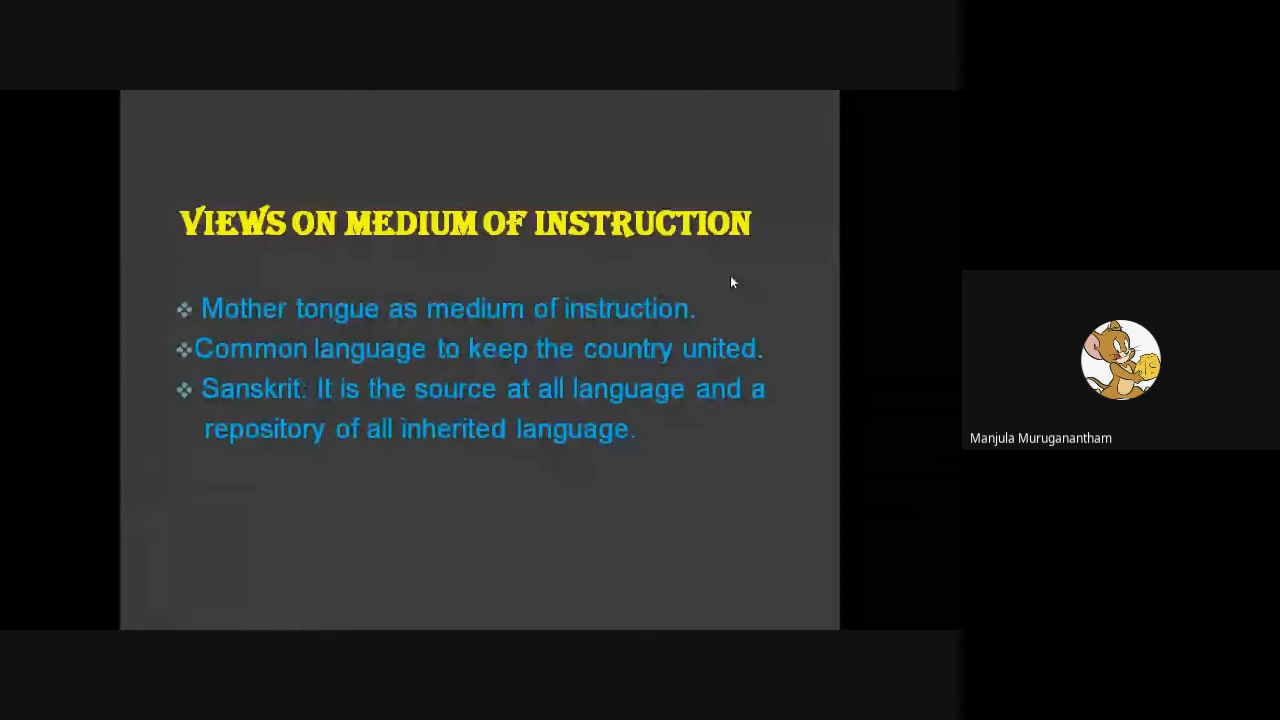 VIEWS ON MEDIUM OF INSTRUCTION
Mother tongue as medium of instruction.
Common language to keep the country united.
Sanskrit: It is the source at all language and a
repository of all inherited language.
Manjula Muruganantham